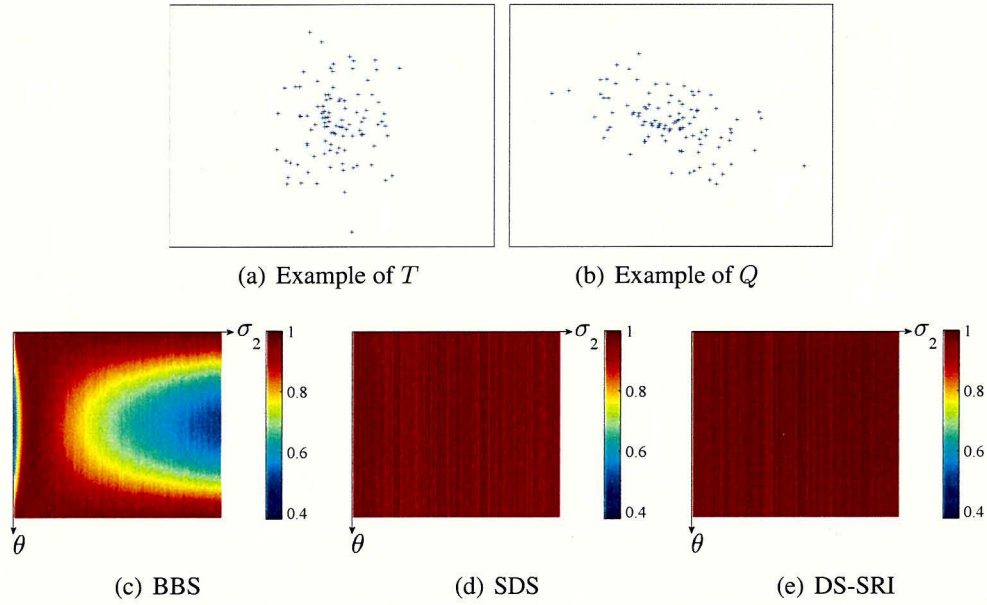 (a) Example of T
(b) Example of Q
σ2
1
0.8
0.6
0.4
θ
σ2
1
0.8
0.6
0.4
θ
σ2
1
0.8
0.6
0.4
θ
(c) BBS
(d) SDS
(e) DS-SRI